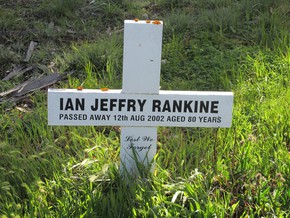 IAN JEFFRY RANKINE
PASSED AWAY 12th AUG 2002 AGED 80 YEARS
Lest We
Forget